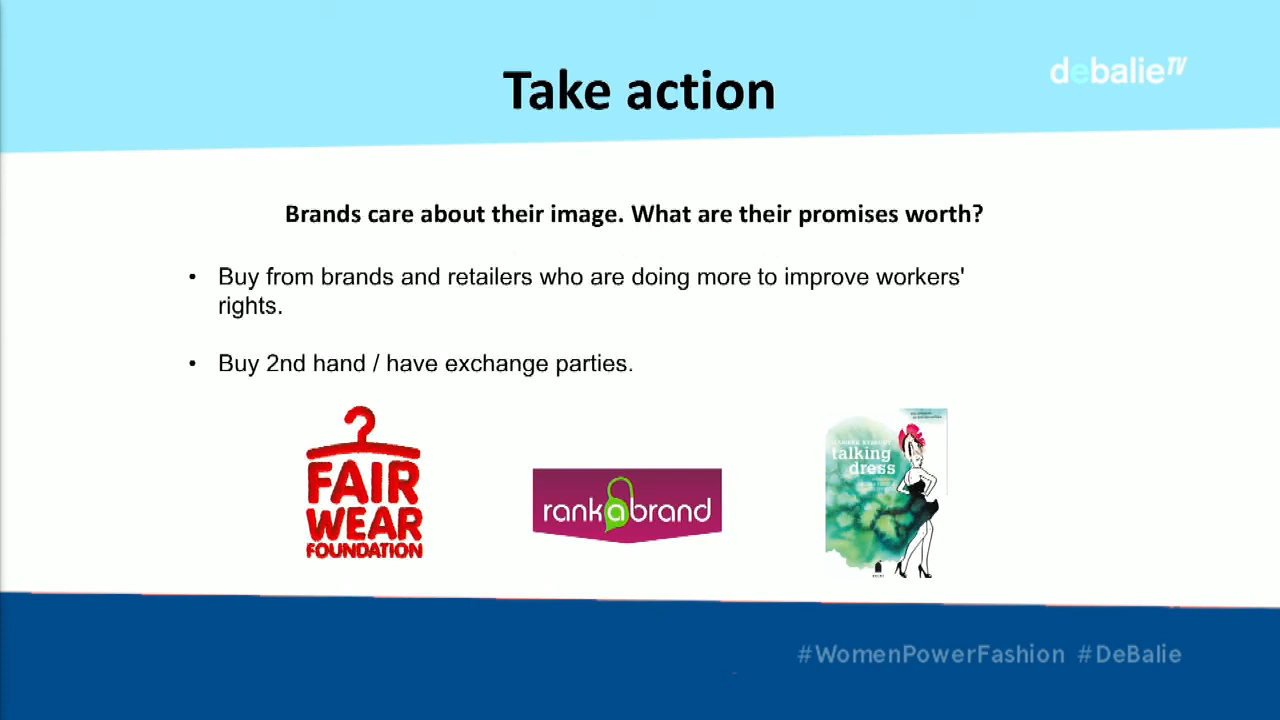 debalieTV
Take action
Brands care about their image. What are their promises worth?
• Buy from brands and retailers who are doing more to improve workers'
rights.
• Buy 2nd hand / have exchange parties.
FAIR
WEAR
FOUNDATION
rankabrand
talking
dress
#WomenPowerFashion #DeBalie